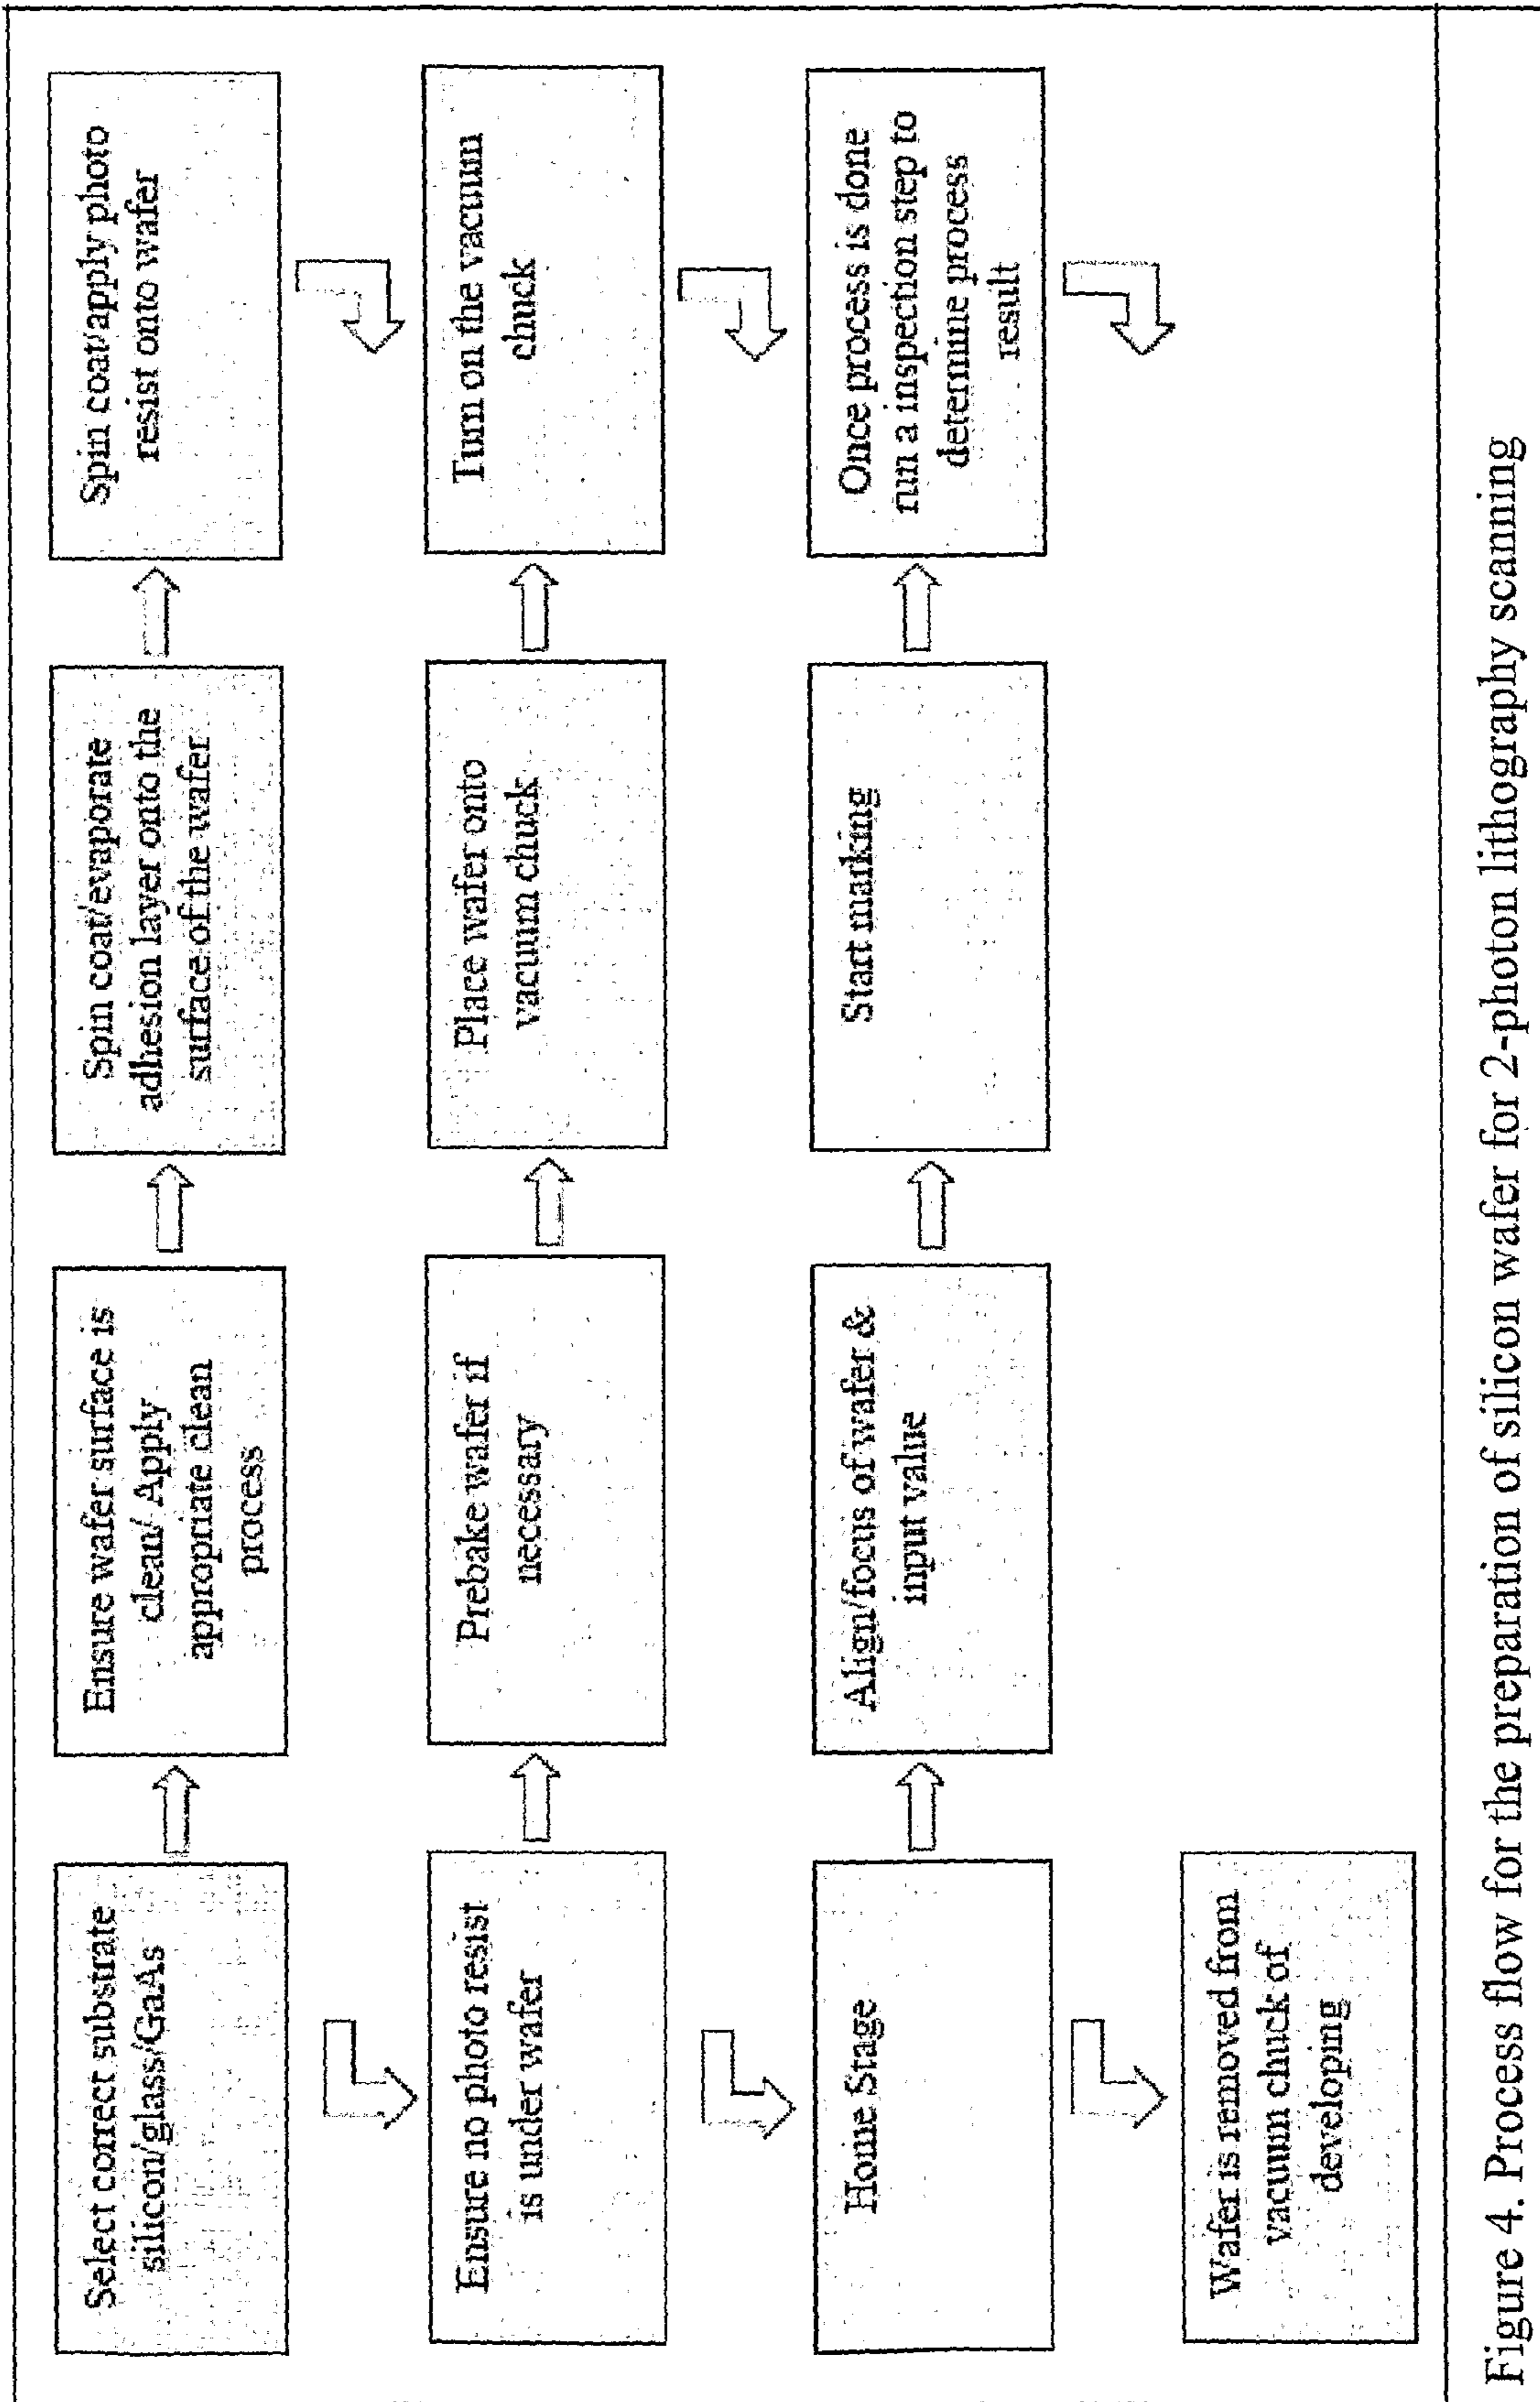 Select correct substrate
silicon/glass/GaAs
Ensure wafer surface is
clean/ Apply
appropriate clean
process
Spin coat/evaporate
adhesion layer onto the
surface of the wafer
Spin coat/apply photo
resist onto wafer
Ensure no photo resist
is under wafer
Prebake wafer if
necessary
Place wafer onto
vacuum chuck
Turn on the vacuum
chuck
Home Stage
Align/focus of wafer &
input value
Start marking
Once process is done
run a inspection step to
determine process
result
Wafer is removed from
vacuum chuck of
developing
Figure 4. Process flow for the preparation of silicon wafer for 2-photon lithography scanning